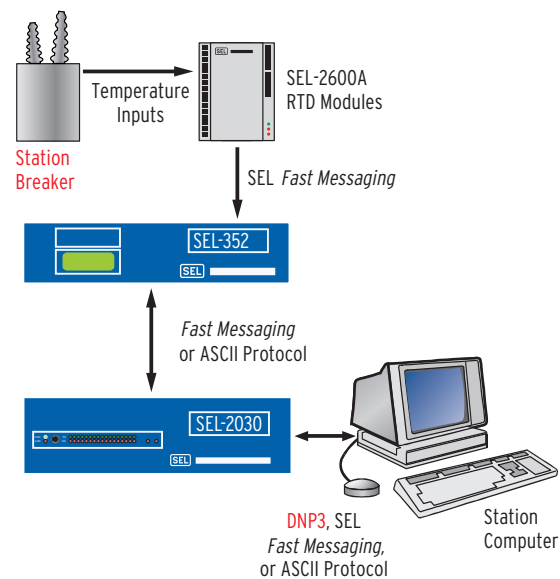 SEL
Temperature
Inputs
SEL-2600A
RTD Modules
Station
Breaker
SEL Fast Messaging
SEL-352
SEL
Fast Messaging
or ASCII Protocol
SEL-2030
SEL
DNP3, SEL
Fast Messaging,
or ASCII Protocol
Station
Computer